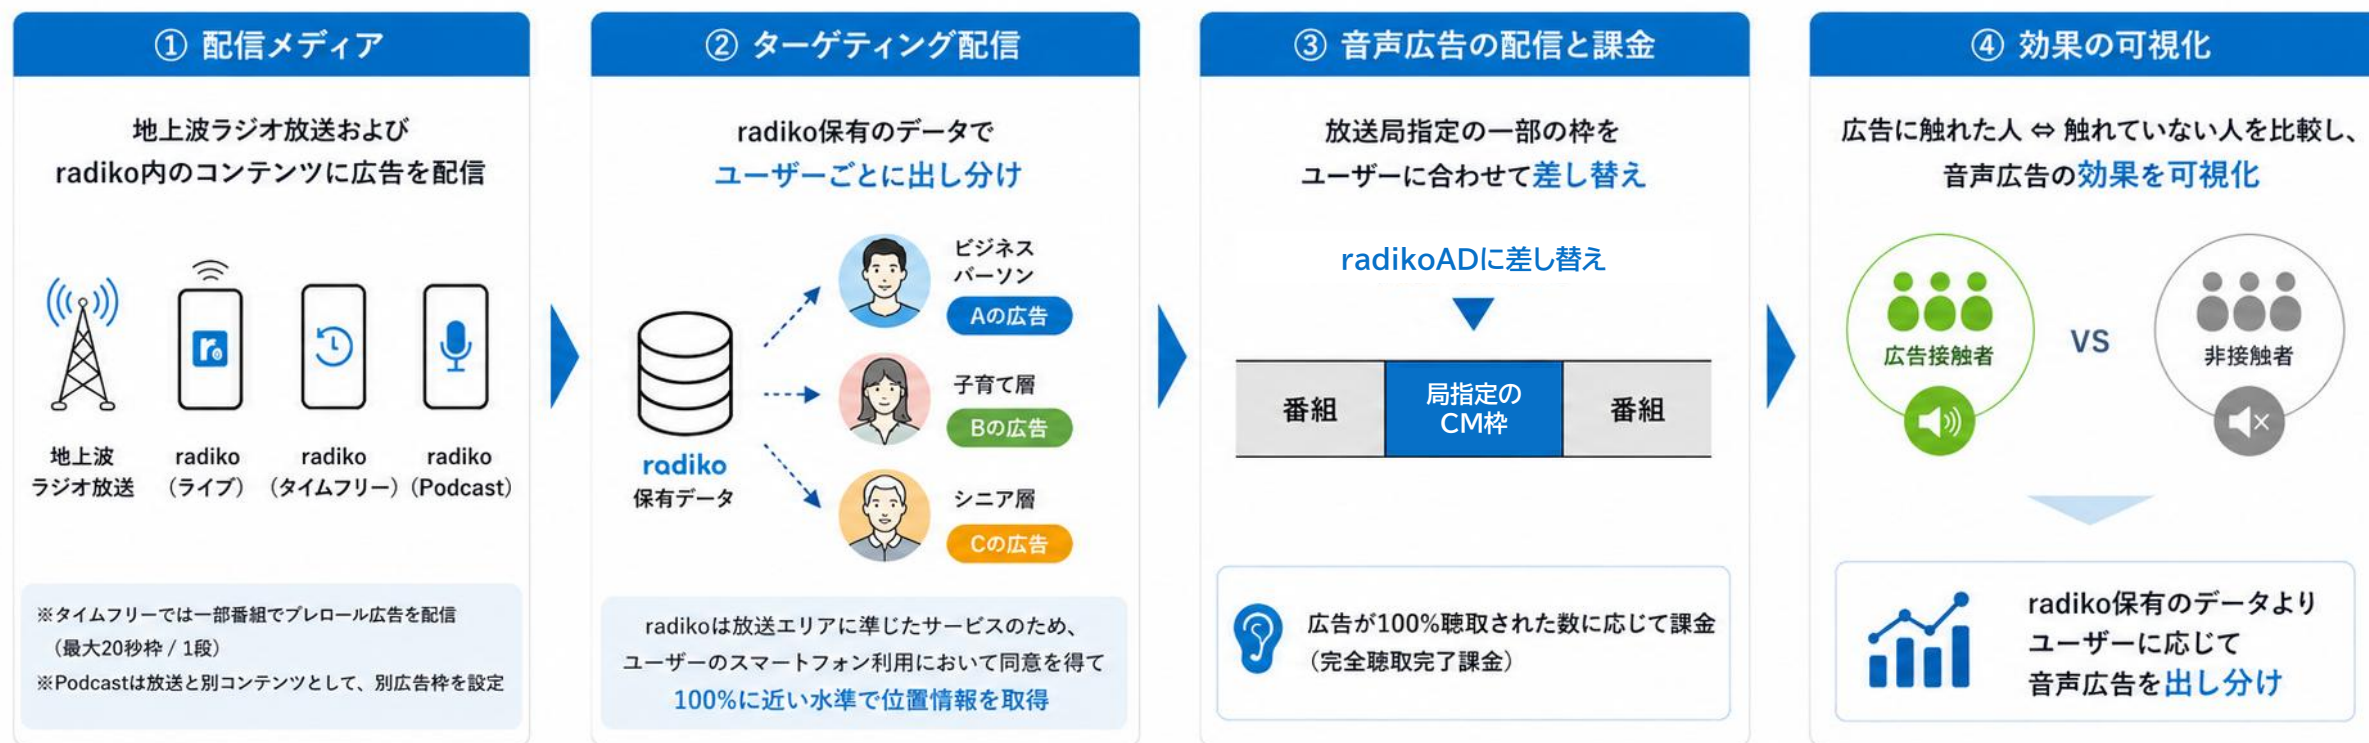 ① 配信メディア
地上波ラジオ放送および
radiko内のコンテンツに広告を配信
地上波
ラジオ放送
radiko
（ライブ）
radiko
（タイムフリー）
radiko
（Podcast）
※タイムフリーでは一部番組でプレロール広告を配信
（最大20秒枠 / 1段）
※Podcastは放送と別コンテンツとして、別広告枠を設定
② ターゲティング配信
radiko保有のデータで
ユーザーごとに出し分け
radiko
保有データ
ビジネス
バーソン
Aの広告
子育て層
Bの広告
シニア層
Cの広告
radikoは放送エリアに準じたサービスのため、
ユーザーのスマートフォン利用において同意を得て
100%に近い水準で位置情報を取得
③ 音声広告の配信と課金
放送局指定の一部の枠を
ユーザーに合わせて差し替え
radikoADに差し替え
番組
局指定の
CM枠
番組
広告が100%聴取された数に応じて課金
（完全聴取完了課金）
④ 効果の可視化
広告に触れた人 ⇔ 触れていない人を比較し、
音声広告の効果を可視化
広告接触者
VS
非接触者
radiko保有のデータより
ユーザーに応じて
音声広告を出し分け